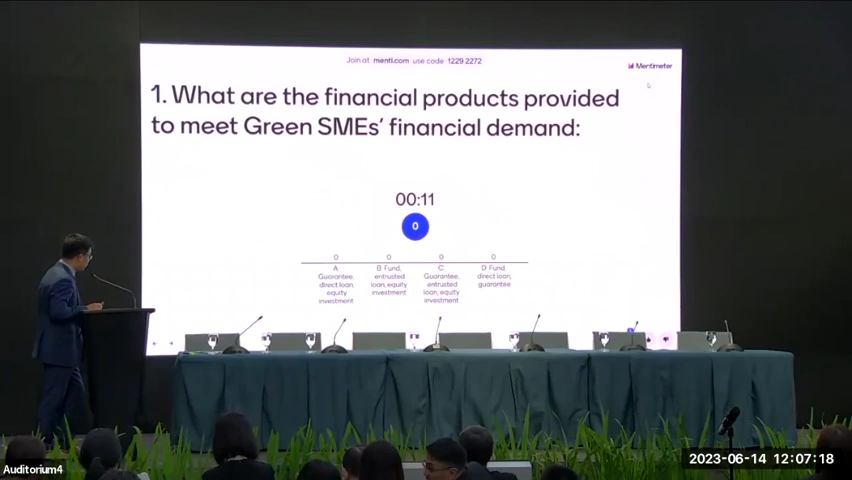 Join at menti.com use code 1229 2272
Mentimeter
1. What are the financial products provided
to meet Green SMEs' financial demand:
00:11
0
0 0 0 0
A: Guarantee, direct loan, equity investment
B: Fund, entrusted loan, equity investment
C: Guarantee, entrusted loan, equity investment
D: Fund, direct loan, guarantee
Auditorium4
2023-06-14 12:07:18